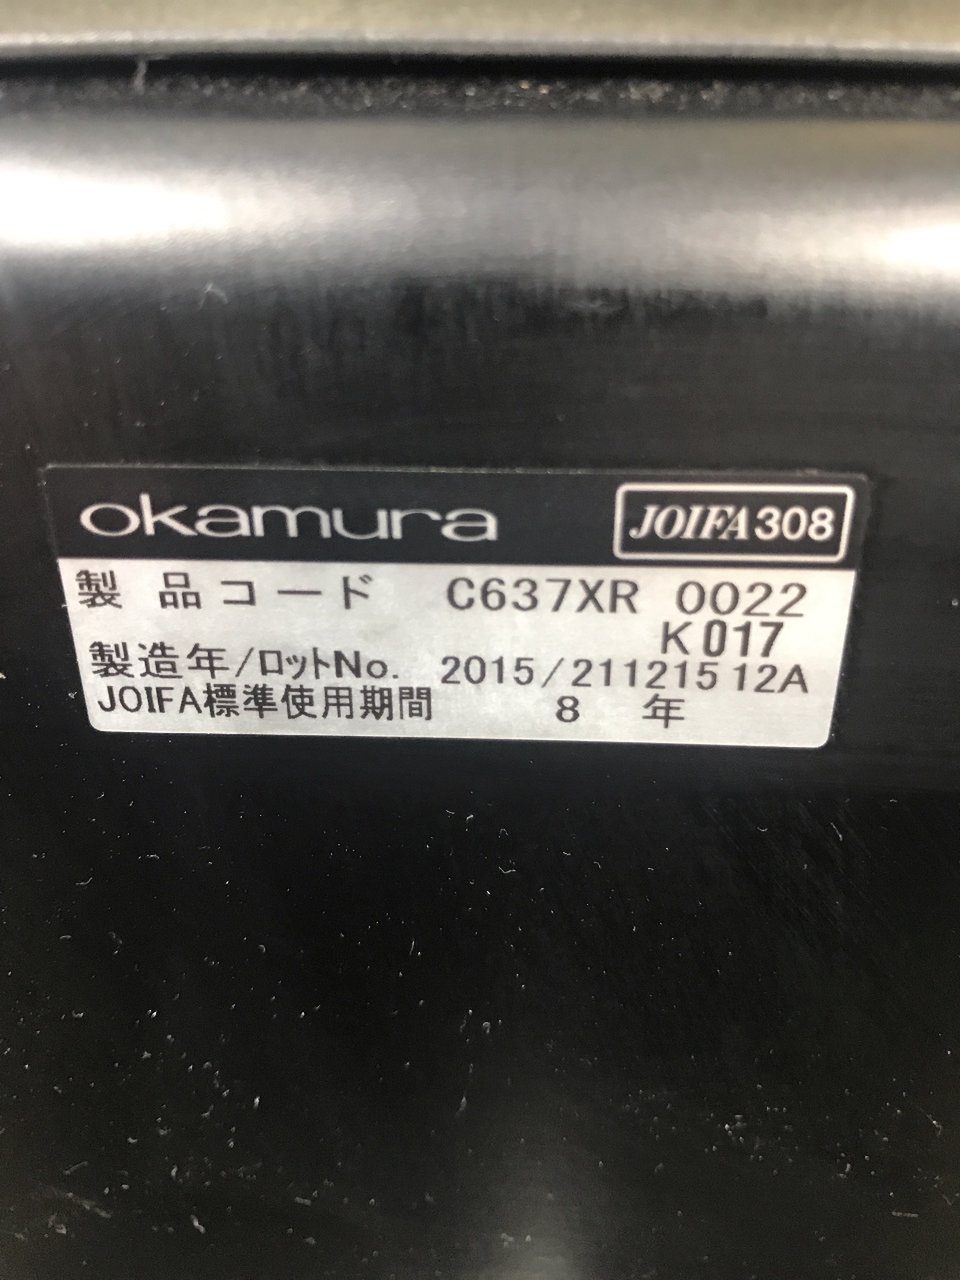 okamura JOIFA308
製品コード C637XR 0022
K017
製造年/ロットNo. 2015/21121512A
JOIFA標準使用期間 8 年